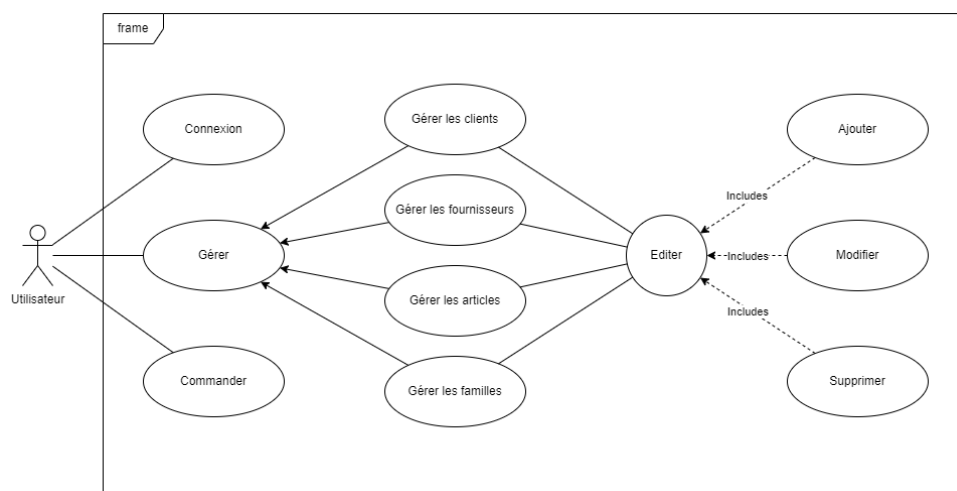 frame
Connexion
Gérer les clients
Ajouter
Includes
Gérer les fournisseurs
Utilisateur
Gérer
Editer
Includes
Modifier
Gérer les articles
Includes
Commander
Gérer les familles
Supprimer